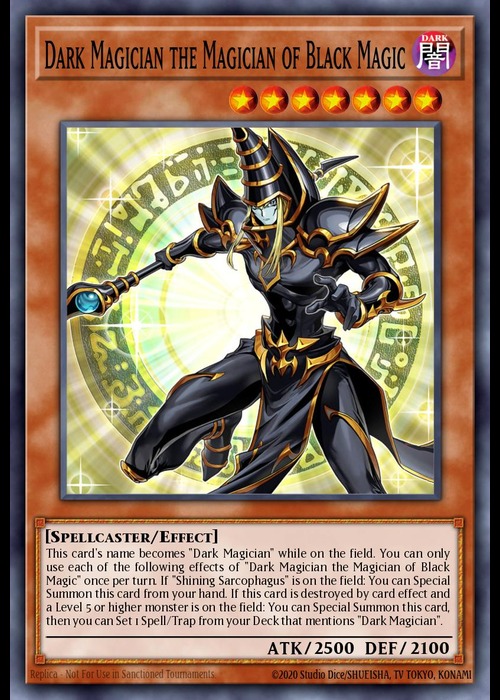 DARK MAGICIAN THE MAGICIAN OF BLACK MAGIC
DARK
闇
[SPELLCASTER/EFFECT]
This card's name becomes "Dark Magician" while on the field. You can only
use each of the following effects of "Dark Magician the Magician of Black
Magic" once per turn. If "Shining Sarcophagus" is on the field: You can Special
Summon this card from your hand. If this card is destroyed by card effect and
a Level 5 or higher monster is on the field: You can Special Summon this card,
then you can Set 1 Spell/Trap from your Deck that mentions "Dark Magician".
ATK/2500 DEF/2100
Replica - Not For Use in Sanctioned Tournaments
©2020 Studio Dice/SHUEISHA, TV TOKYO, KONAMI